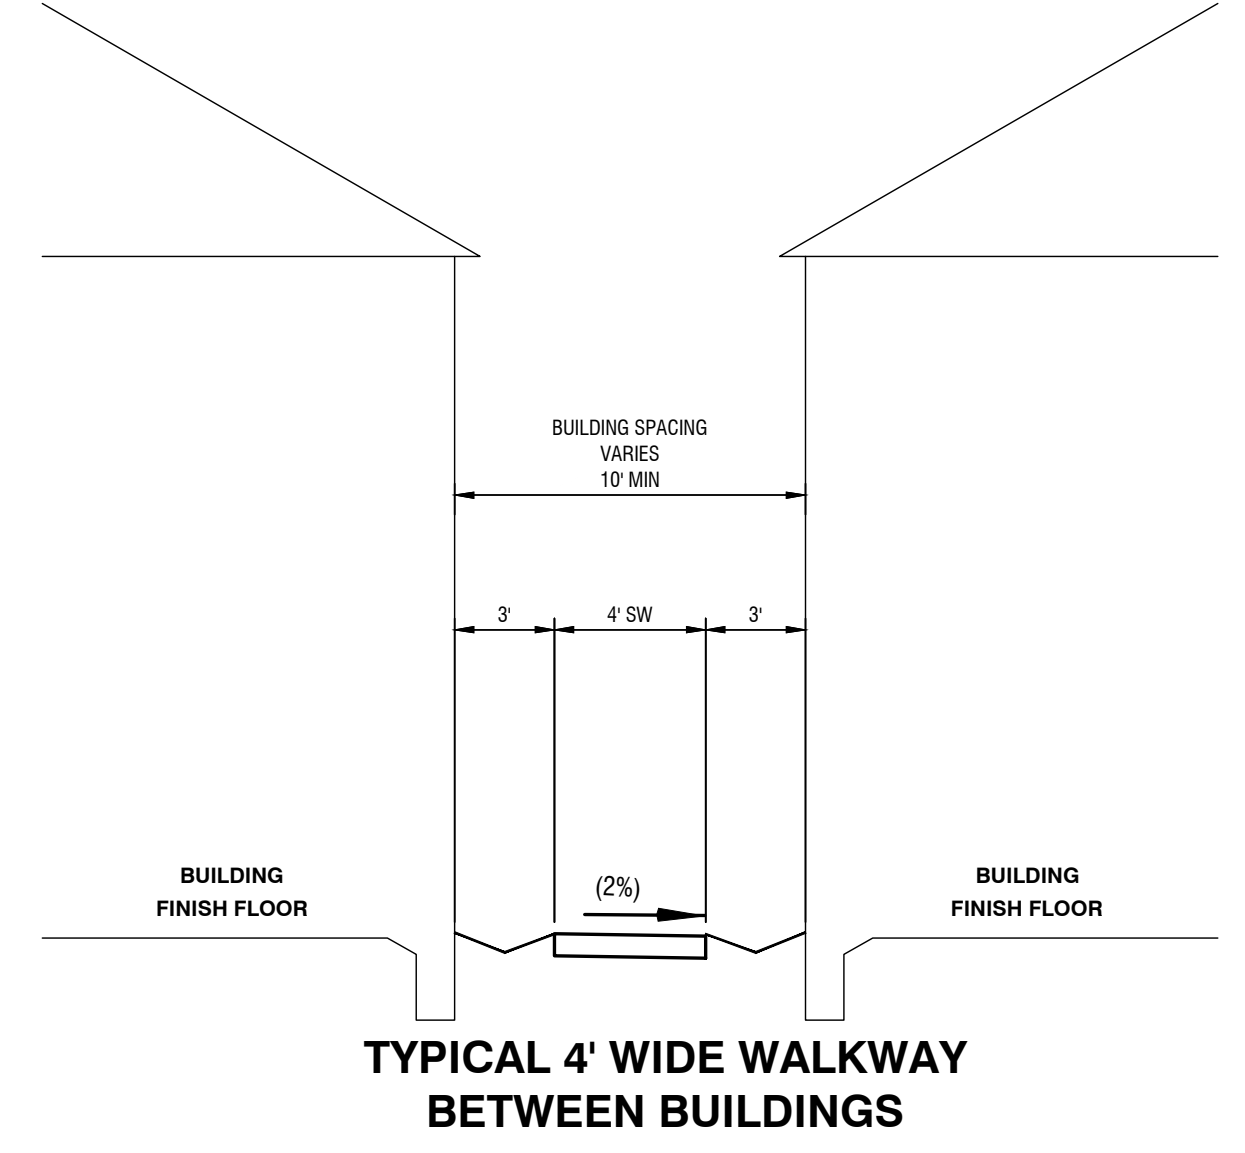 BUILDING SPACING
VARIES
10' MIN
3'
4' SW
3'
BUILDING
FINISH FLOOR
(2%)
BUILDING
FINISH FLOOR
TYPICAL 4' WIDE WALKWAY
BETWEEN BUILDINGS